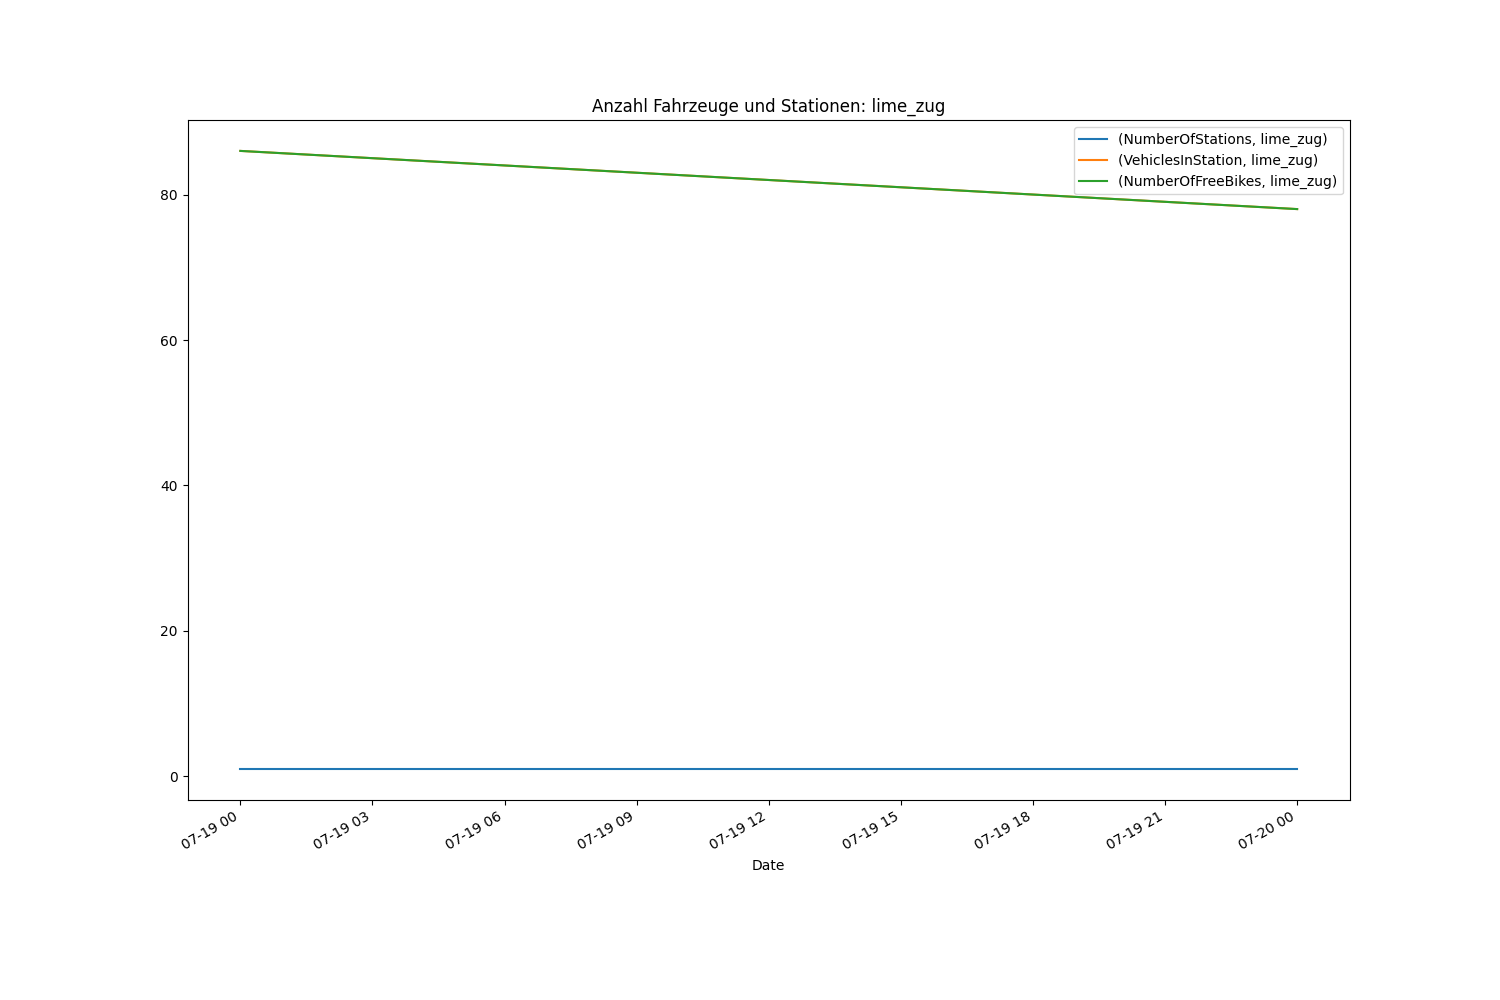 Anzahl Fahrzeuge und Stationen: lime_zug
(NumberOfStations, lime_zug)
(VehiclesInStation, lime_zug)
(NumberOfFreeBikes, lime_zug)
80
60
40
20
0
07-19 00
07-19 03
07-19 06
07-19 09
07-19 12
07-19 15
07-19 18
07-19 21
07-20 00
Date